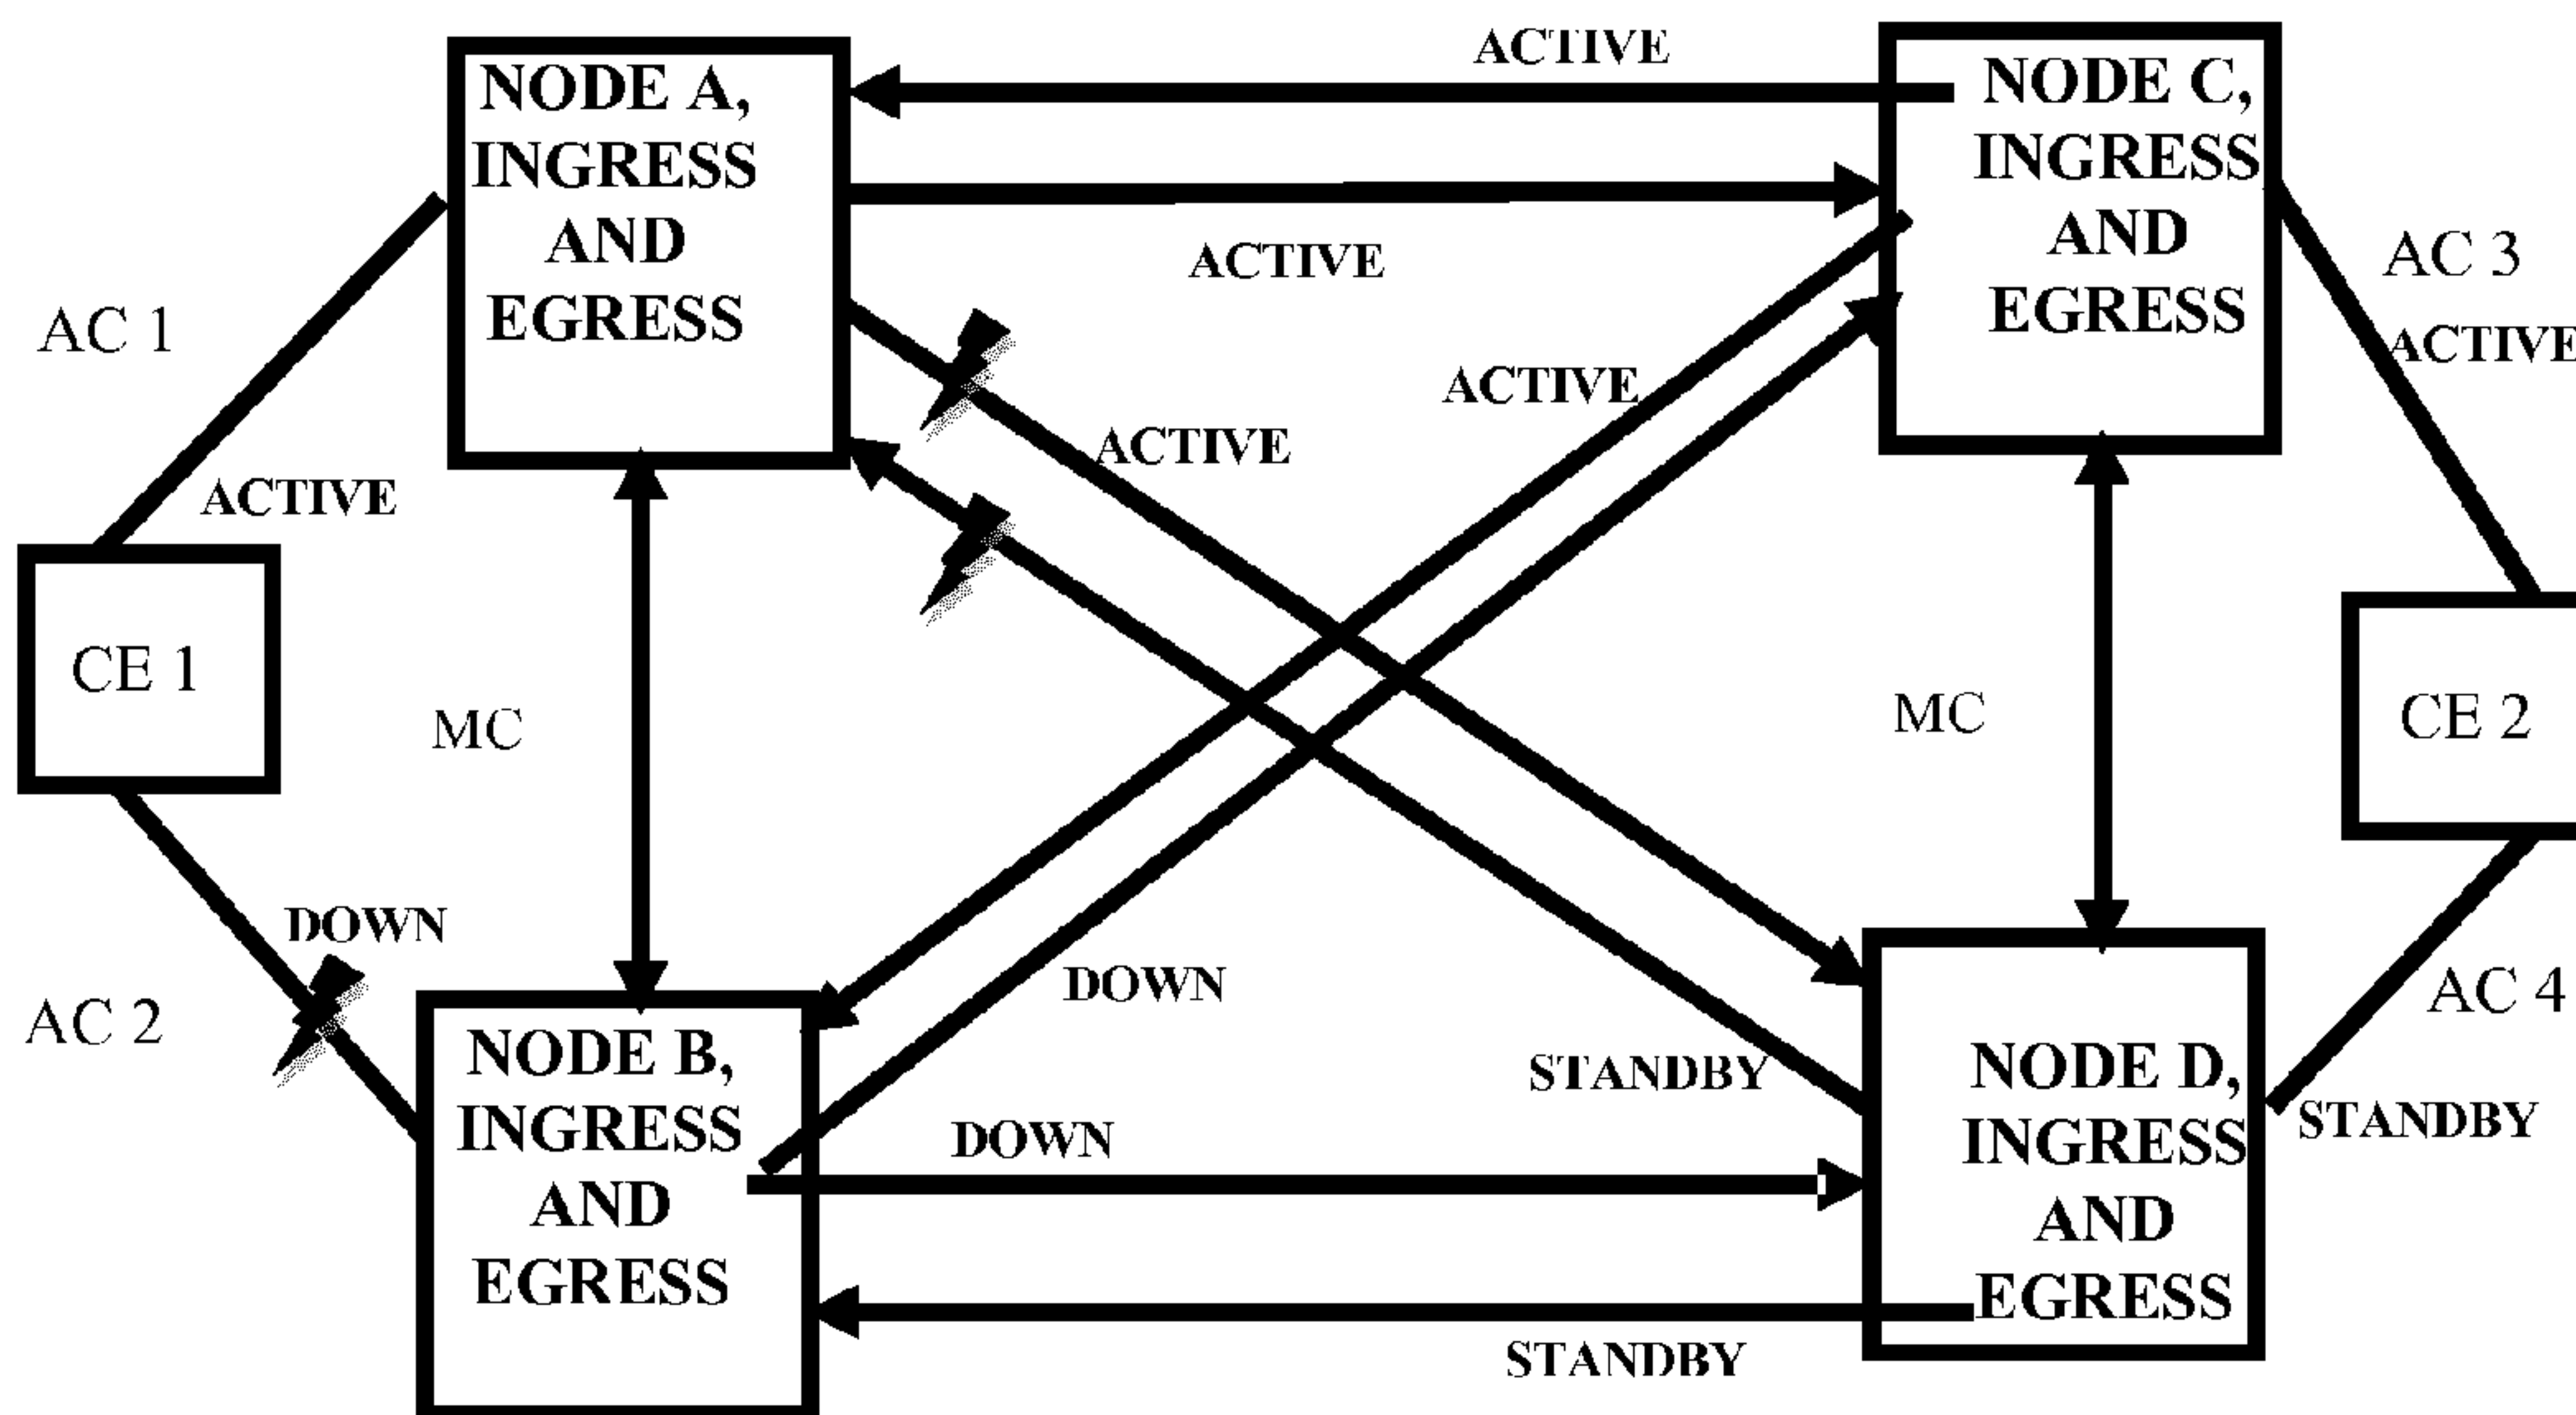 ACTIVE
NODE A,
INGRESS
AND
EGRESS
NODE C,
INGRESS
AND
EGRESS
ACTIVE
AC 1
AC 3
ACTIVE
ACTIVE
ACTIVE
ACTIVE
CE 1
MC
MC
CE 2
DOWN
AC 2
DOWN
AC 4
NODE B,
INGRESS
AND
EGRESS
STANDBY
DOWN
NODE D,
INGRESS
AND
EGRESS
STANDBY
STANDBY